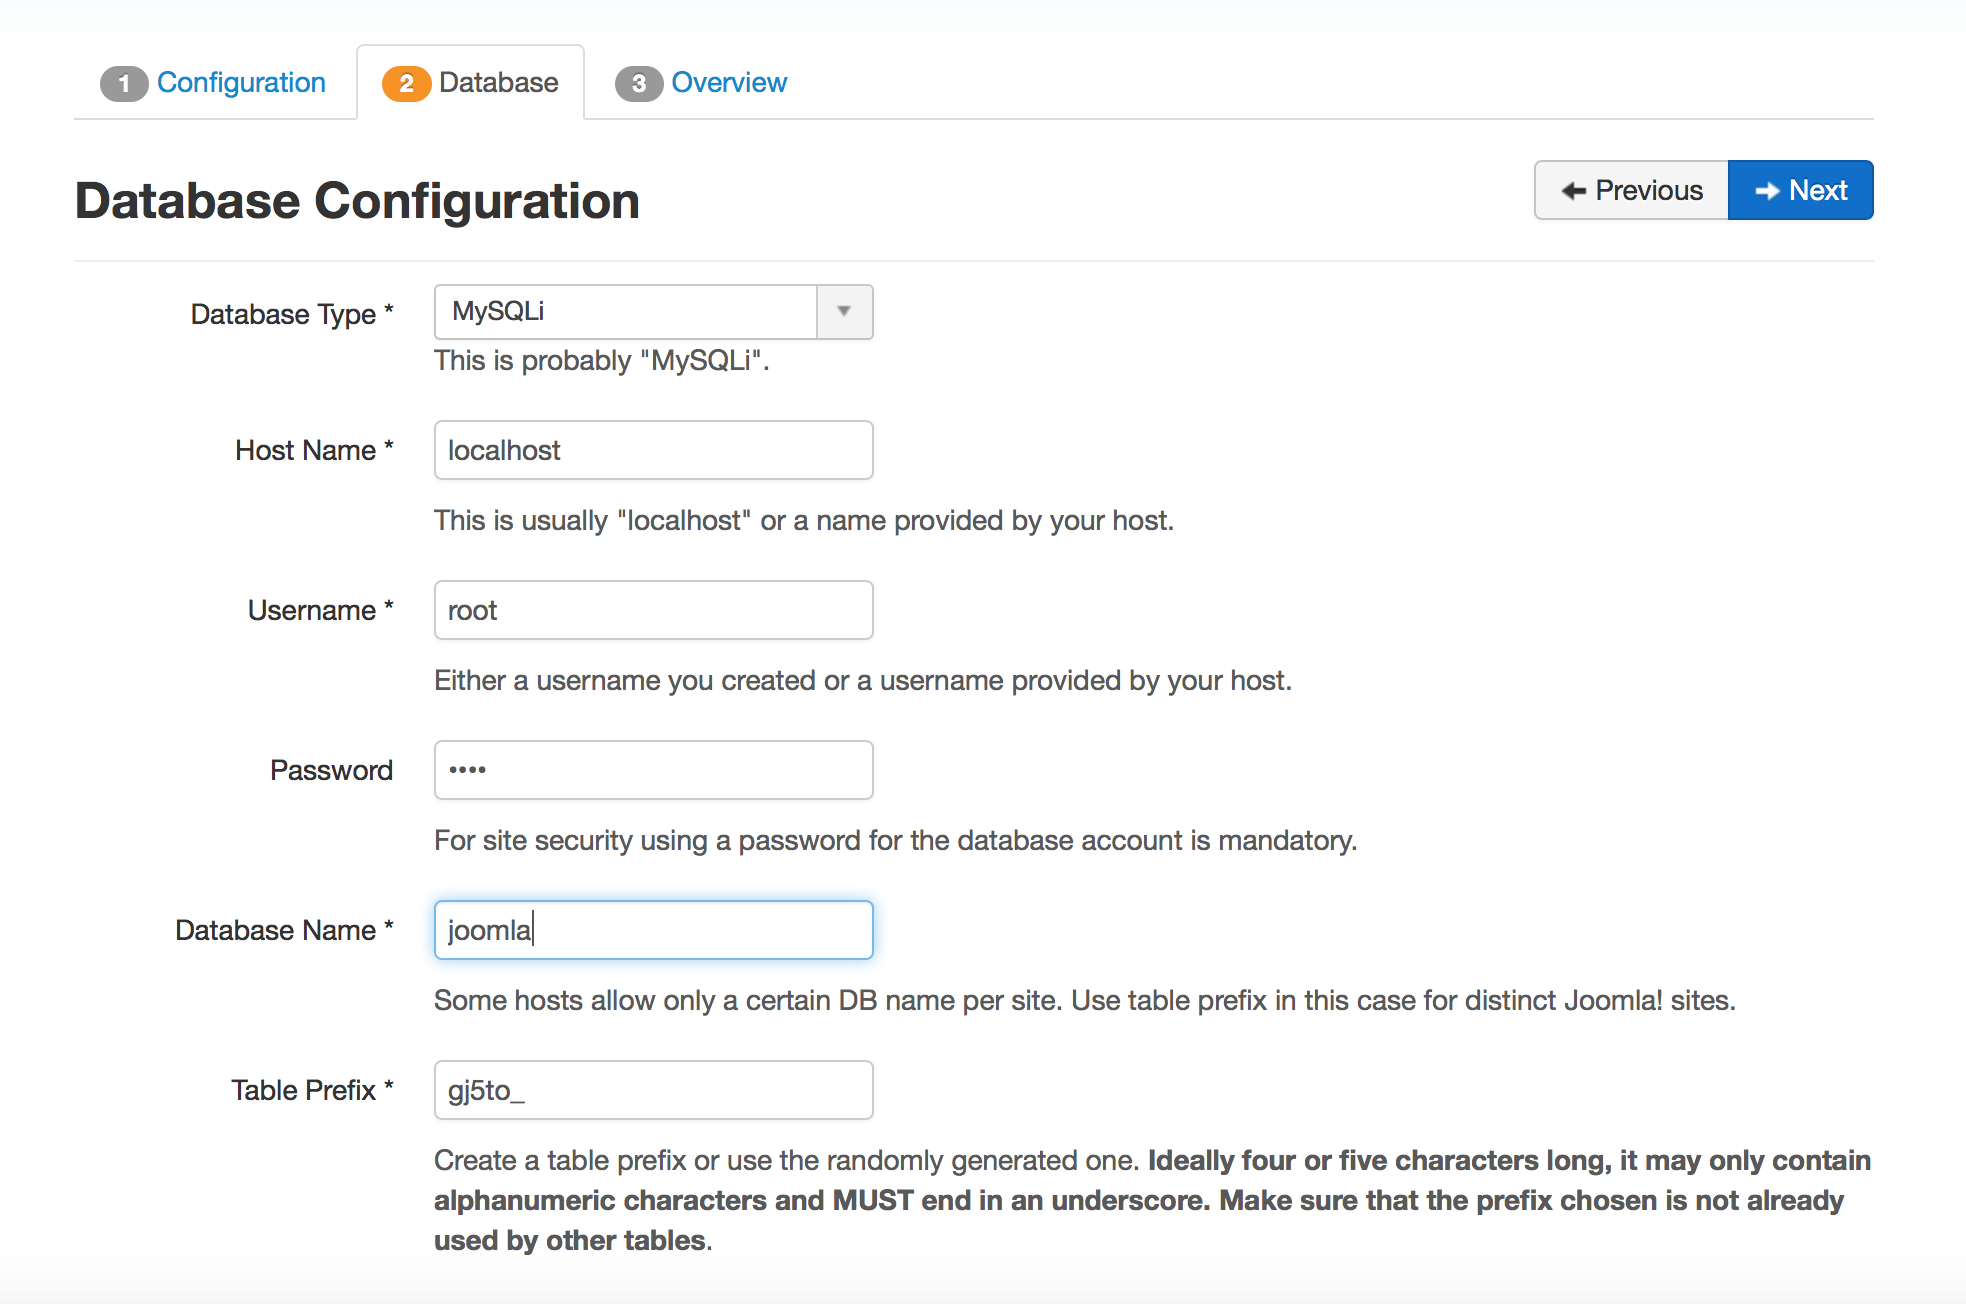 1 Configuration 2 Database 3 Overview
Database Configuration
Previous Next
Database Type * MySQLi
This is probably "MySQLi".
Host Name * localhost
This is usually "localhost" or a name provided by your host.
Username * root
Either a username you created or a username provided by your host.
Password ••••
For site security using a password for the database account is mandatory.
Database Name * joomla
Some hosts allow only a certain DB name per site. Use table prefix in this case for distinct Joomla! sites.
Table Prefix * gj5to_
Create a table prefix or use the randomly generated one. Ideally four or five characters long, it may only contain
alphanumeric characters and MUST end in an underscore. Make sure that the prefix chosen is not already
used by other tables.